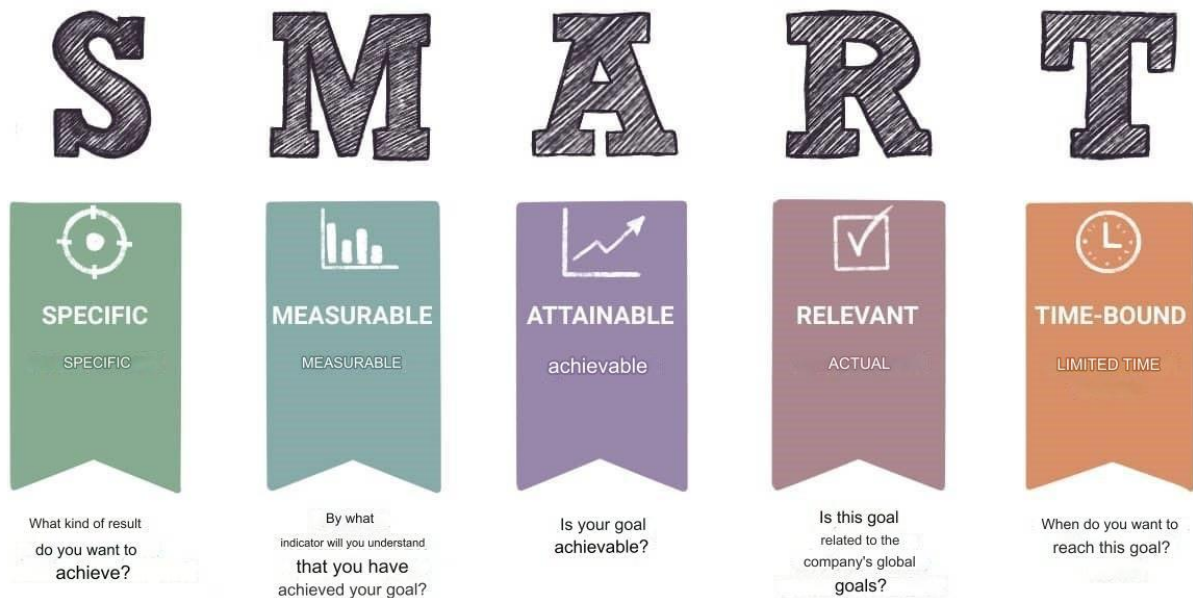 S M A R T
SPECIFIC
SPECIFIC
What kind of result
do you want to
achieve?
MEASURABLE
MEASURABLE
By what
indicator will you understand
that you have
achieved your goal?
ATTAINABLE
achievable
Is your goal
achievable?
RELEVANT
ACTUAL
Is this goal
related to the
company's global
goals?
TIME-BOUND
LIMITED TIME
When do you want to
reach this goal?